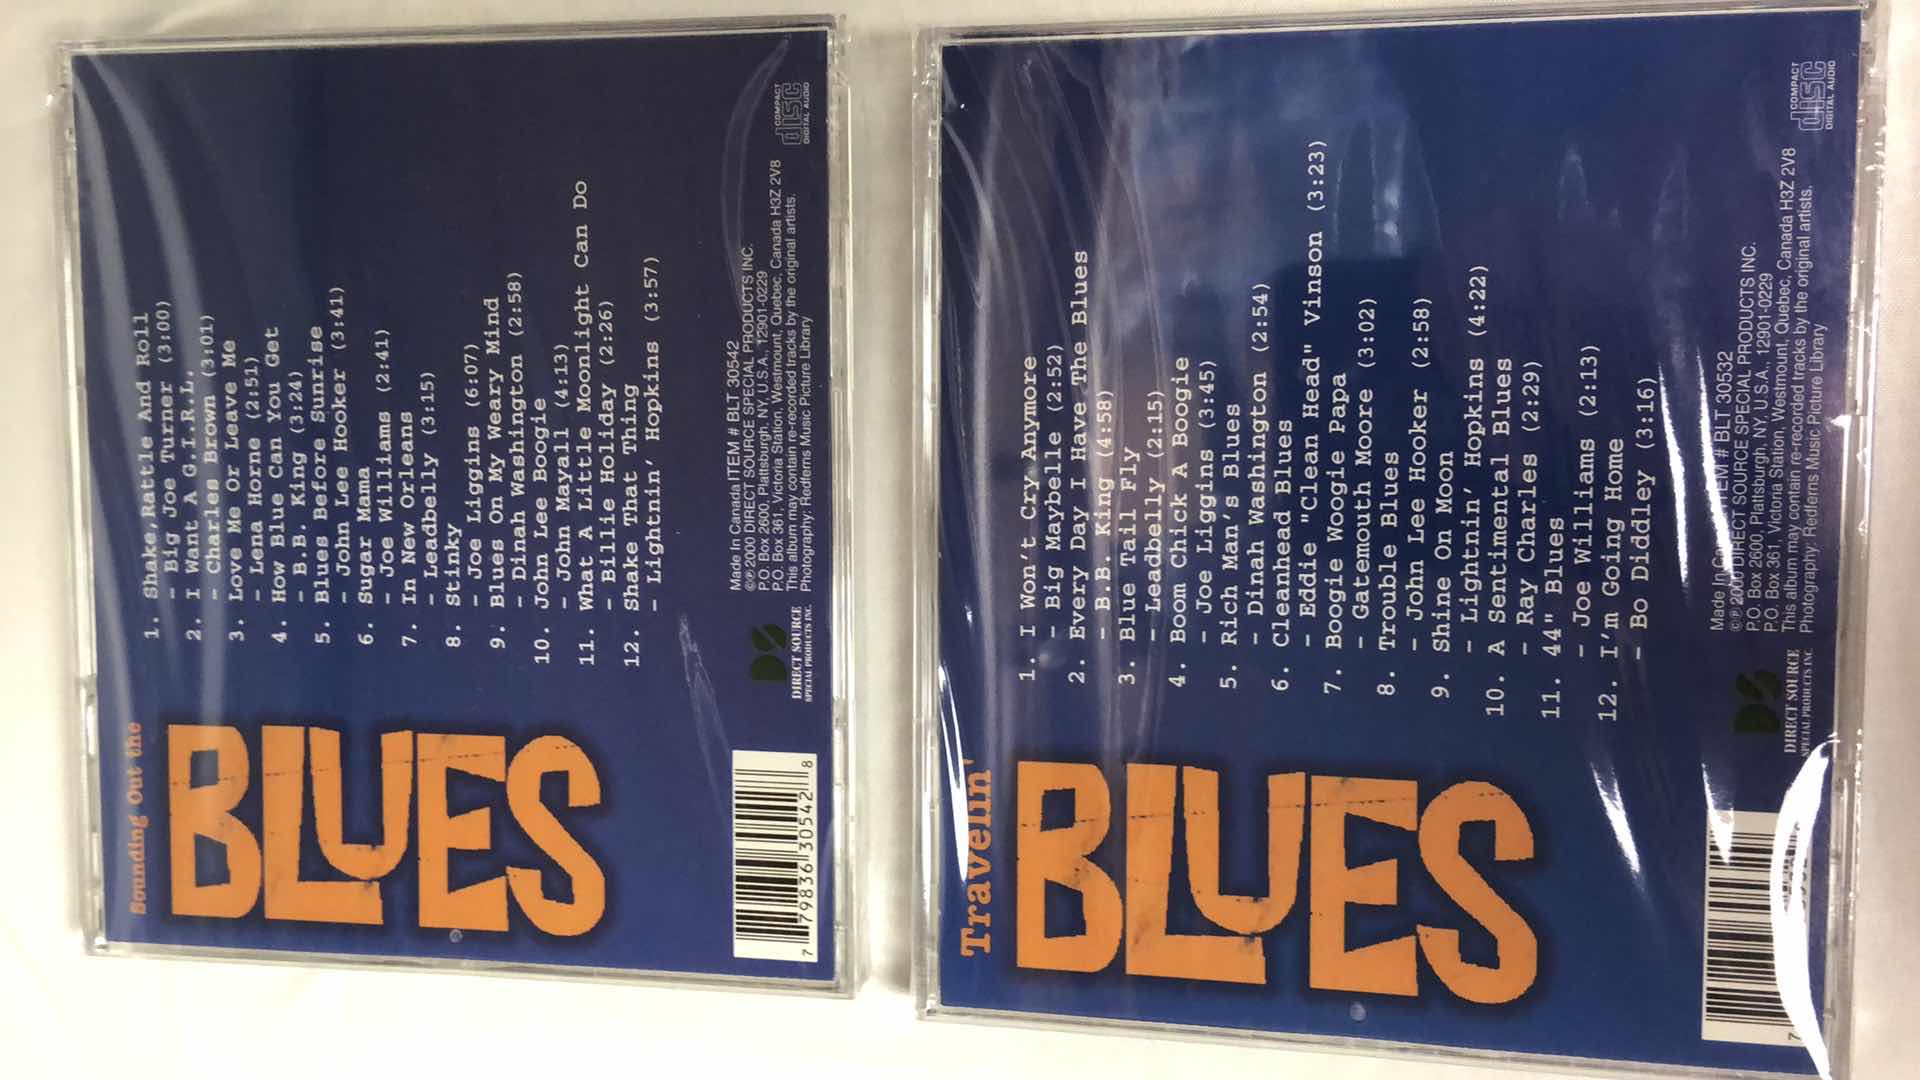 Sounding Out the
BLUES
1. Shake, Rattle And Roll
- Big Joe Turner (3:00)
2. I Want A G.I.R.L.
- Charles Brown (3:01)
3. Love Me Or Leave Me
- Lena Horne (2:51)
4. How Blue Can You Get
- B.B. King (3:24)
5. Blues Before Sunrise
- John Lee Hooker (3:41)
6. Sugar Mama
- Joe Williams (2:41)
7. In New Orleans
- Leadbelly (3:15)
8. Stinky
- Joe Liggins (6:07)
9. Blues On My Weary Mind
- Dinah Washington (2:58)
10. John Lee Boogie
- John Mayall (4:13)
11. What A Little Moonlight Can Do
- Billie Holiday (2:26)
12. Shake That Thing
- Lightnin' Hopkins (3:57)
7 79836 30542 8
DS
DIRECT SOURCE
SPECIAL PRODUCTS INC.
Made In Canada ITEM # BLT 30542
©℗2000 DIRECT SOURCE SPECIAL PRODUCTS INC.
P.O. Box 2600, Plattsburgh, NY, U.S.A., 12901-0229
P.O. Box 361, Victoria Station, Westmount, Quebec, Canada H3Z 2V8
This album may contain re-recorded tracks by the original artists.
Photography: Redferns Music Picture Library
COMPACT
disc
DIGITAL AUDIO
Travelin'
BLUES
1. I Won't Cry Anymore
- Big Maybelle (2:52)
2. Every Day I Have The Blues
- B.B. King (4:58)
3. Blue Tail Fly
- Leadbelly (2:15)
4. Boom Chick A Boogie
- Joe Liggins (3:45)
5. Rich Man's Blues
- Dinah Washington (2:54)
6. Cleanhead Blues
- Eddie "Clean Head" Vinson (3:23)
7. Boogie Woogie Papa
- Gatemouth Moore (3:02)
8. Trouble Blues
- John Lee Hooker (2:58)
9. Shine On Moon
- Lightnin' Hopkins (4:22)
10. A Sentimental Blues
- Ray Charles (2:29)
11. 44" Blues
- Joe Williams (2:13)
12. I'm Going Home
- Bo Diddley (3:16)
7
DS
DIRECT SOURCE
SPECIAL PRODUCTS INC.
Made In ITEM # BLT 30532
©℗2000 DIRECT SOURCE SPECIAL PRODUCTS INC.
P.O. Box 2600, Plattsburgh, NY, U.S.A., 12901-0229
P.O. Box 361, Victoria Station, Westmount, Quebec, Canada H3Z 2V8
This album may contain re-recorded tracks by the original artists.
Photography: Redferns Music Picture Library
COMPACT
disc
DIGITAL AUDIO